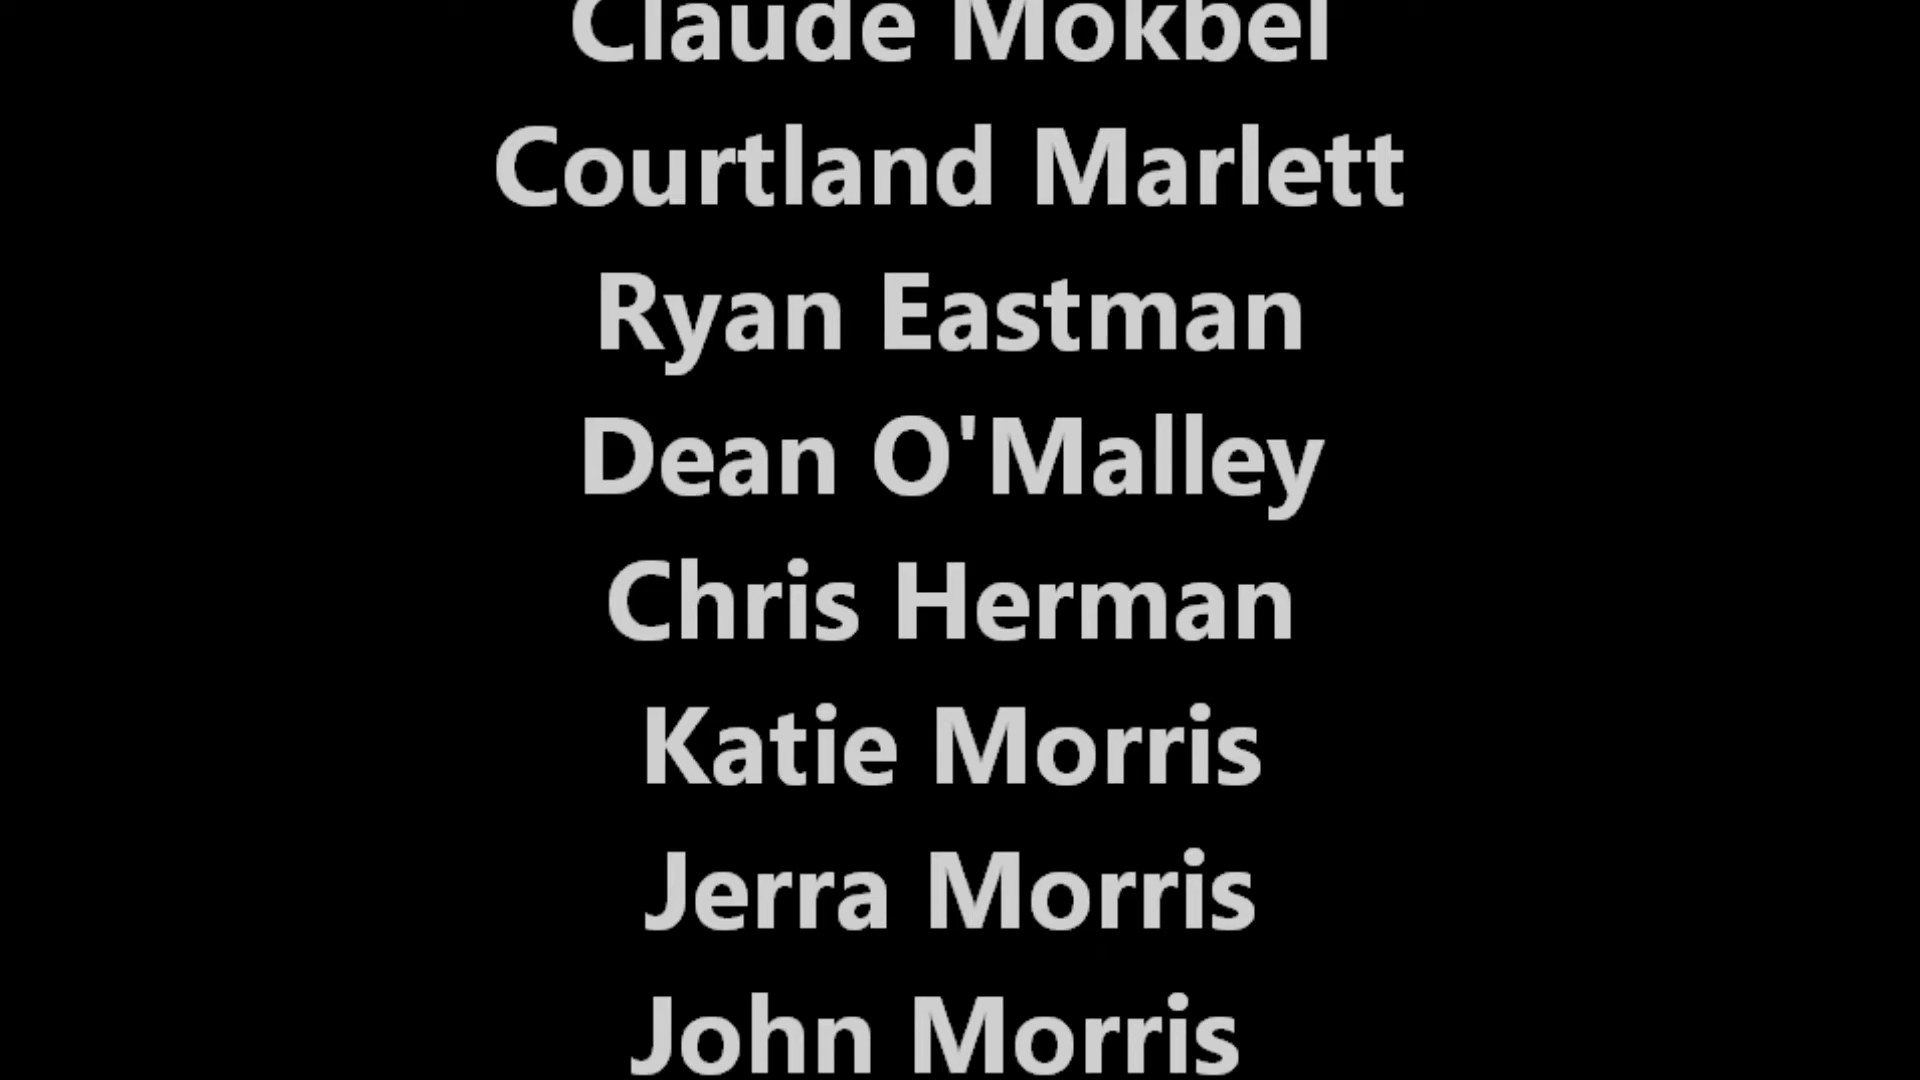 Claude Mokbel
Courtland Marlett
Ryan Eastman
Dean O'Malley
Chris Herman
Katie Morris
Jerra Morris
John Morris